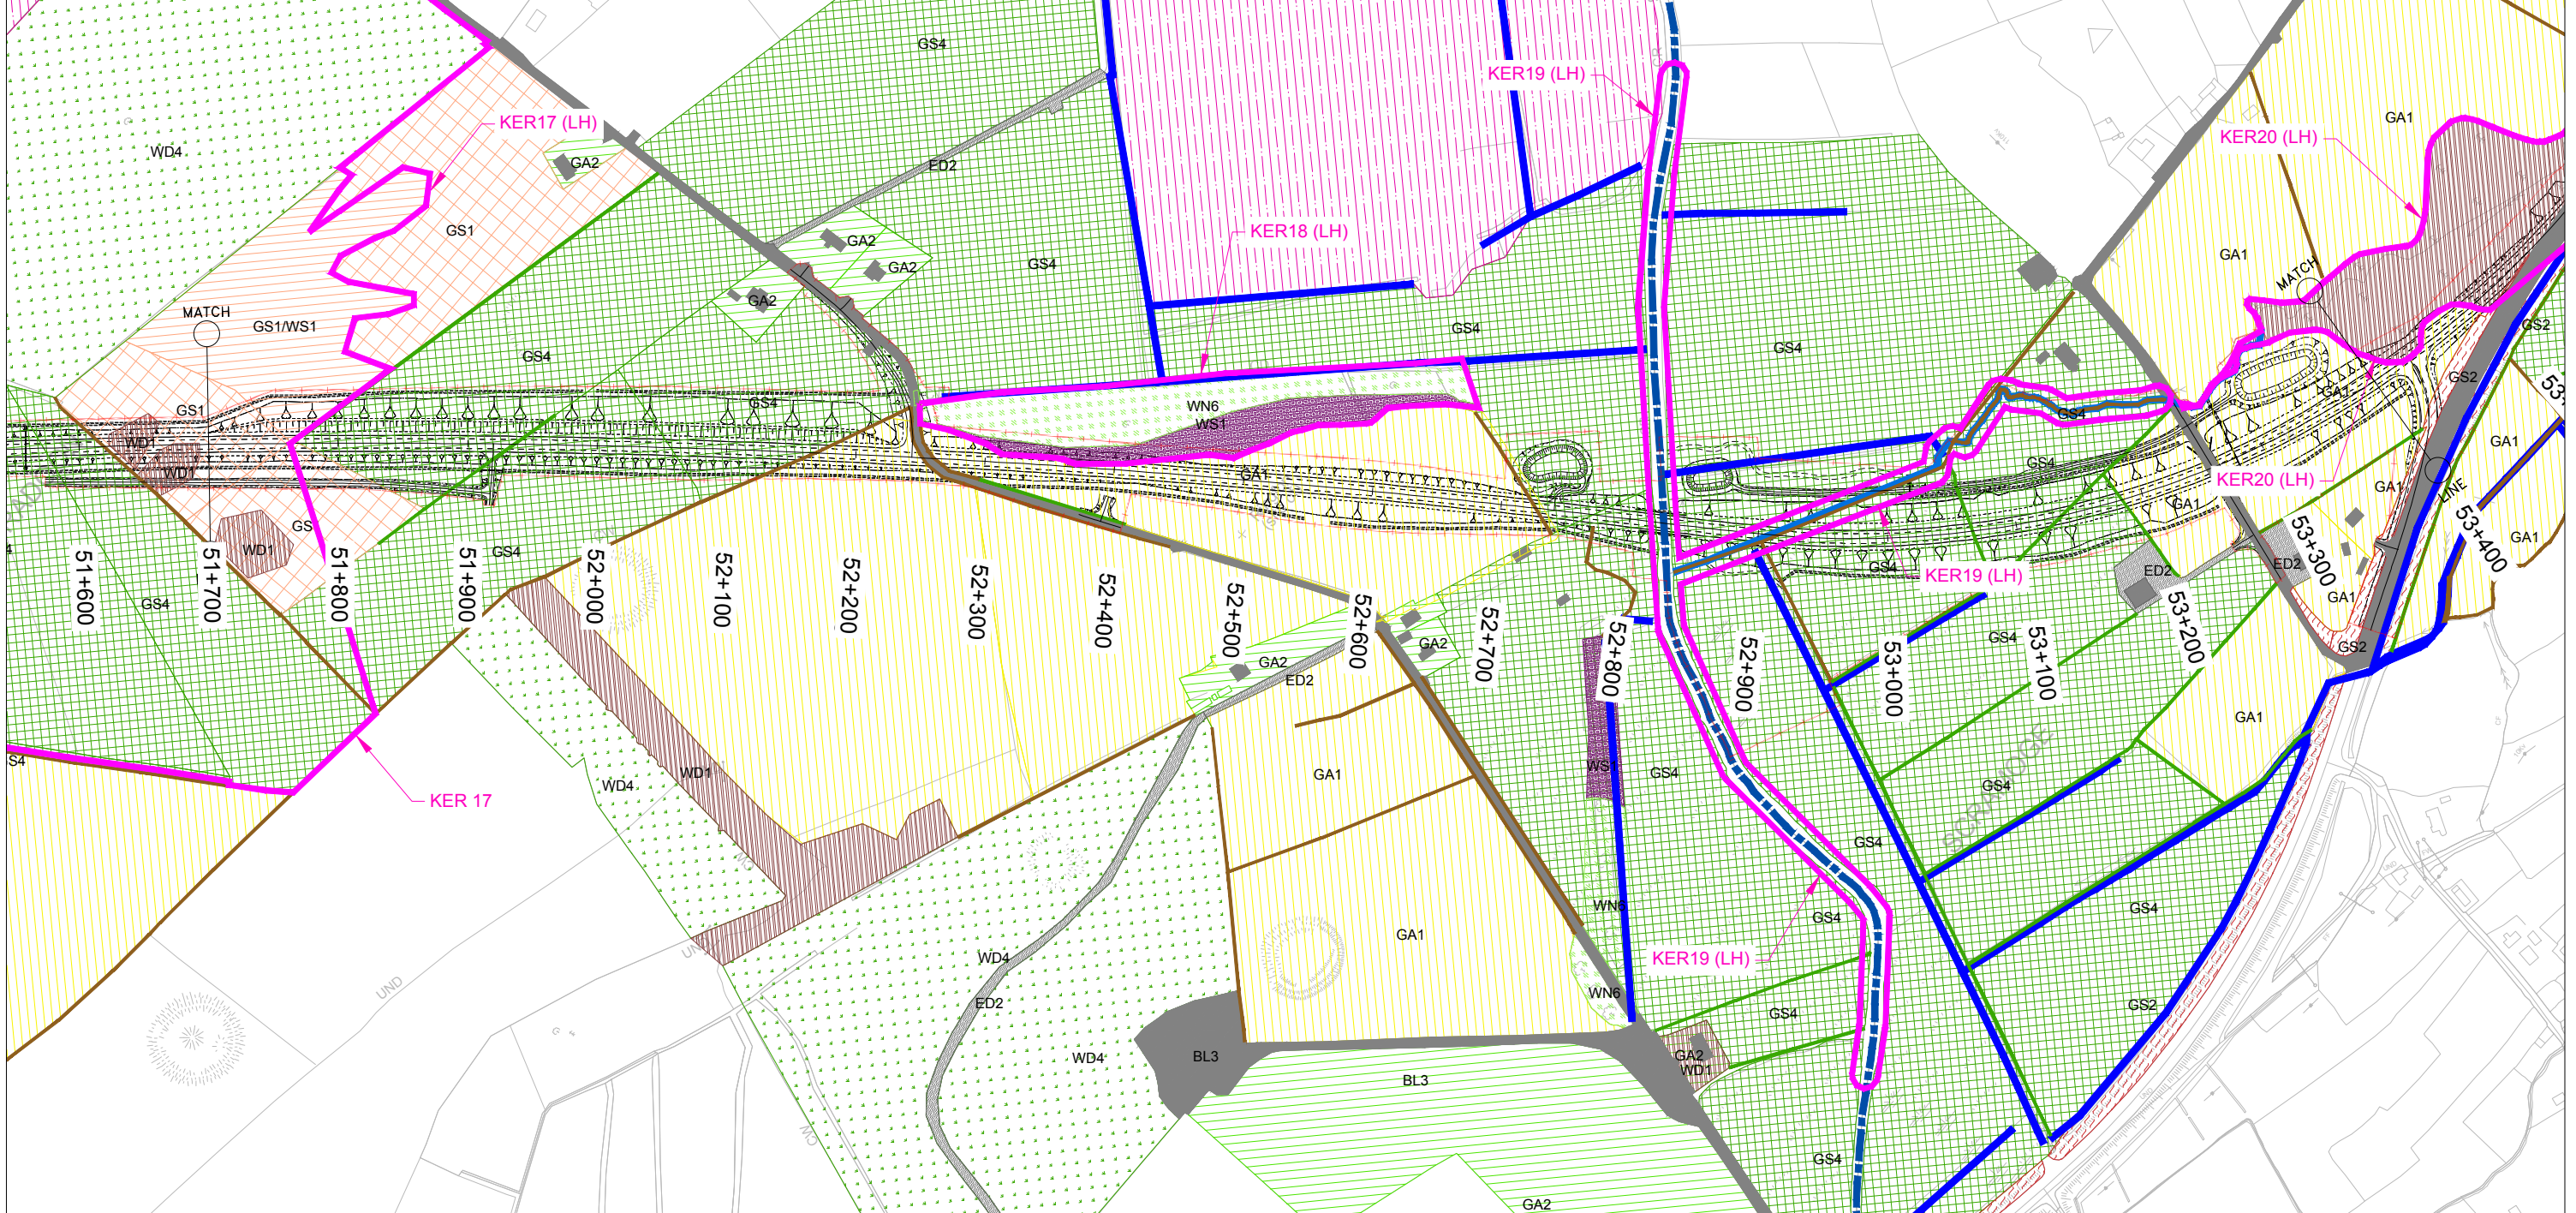 GS4
KER19 (LH)
GA1
KER17 (LH)
KER20 (LH)
WD4
GA2
ED2
GS1
KER18 (LH)
GA2
GA2
GS4
GA1
MATCH
GA2
MATCH
GS1/WS1
GS4
GS4
GS2
GS4
GS2
GA1
GS1
GS4
WN6
GS4
WS1
WD1
GA1
WD1
GA1
GS4
KER20 (LH)
GA1
LINE
GA1
GS
WD1
GS4
GS4
KER19 (LH)
ED2
ED2
GA1
GA1
GS4
51+600
51+700
51+800
51+900
52+000
52+100
52+200
52+300
52+400
52+500
52+600
52+700
52+800
52+900
53+000
53+100
53+200
53+300
53+400
GS4
GA2
GA2
ED2
GS2
GA1
S4
WD1
WD4
KER 17
GA1
WS1
GS4
GS4
SCRAHANAGEE
GS4
WN6
GS4
GS4
GA1
WD4
KER19 (LH)
UND
UND
CW
ED2
WN6
GS4
GS2
WD4
BL3
GA2
WD1
BL3
CW
GS4
GA2